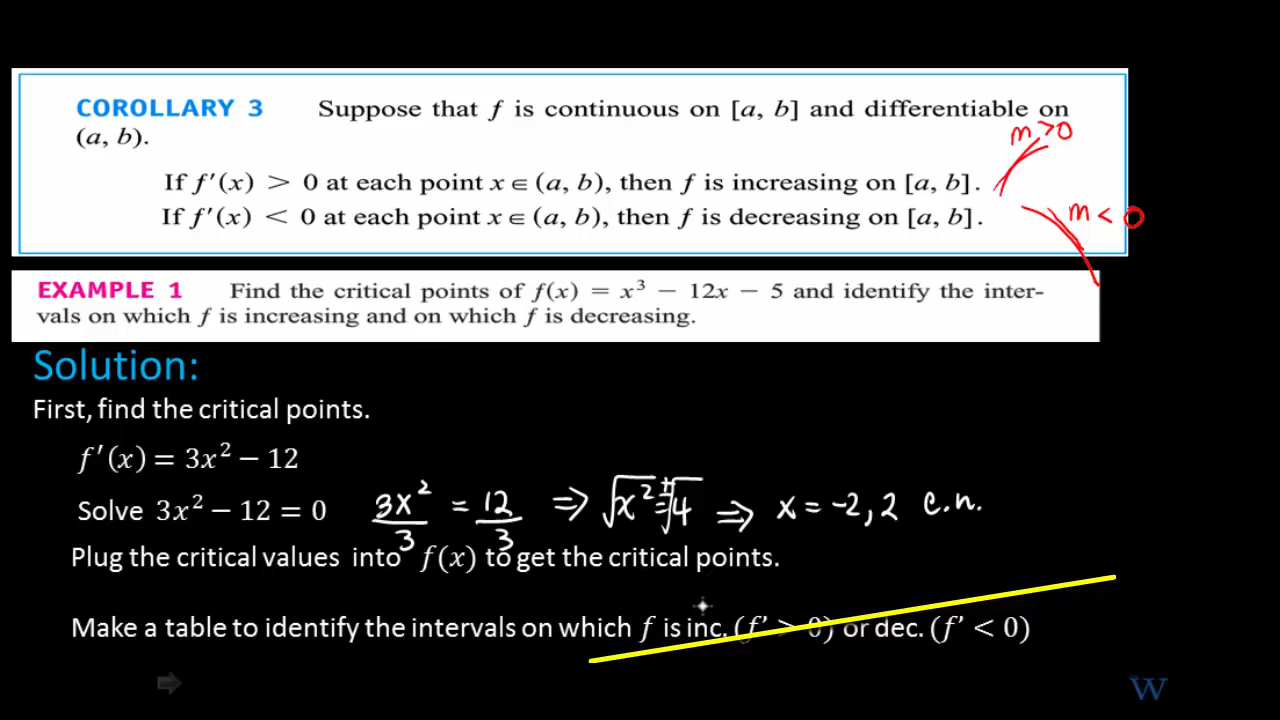 COROLLARY 3 Suppose that f is continuous on [a, b] and differentiable on
(a, b).
m > 0
If f′(x) > 0 at each point x ∈ (a, b), then f is increasing on [a, b].
If f′(x) < 0 at each point x ∈ (a, b), then f is decreasing on [a, b].
m < 0
EXAMPLE 1 Find the critical points of f(x) = x³ − 12x − 5 and identify the inter-
vals on which f is increasing and on which f is decreasing.
Solution:
First, find the critical points.
f′(x) = 3x² − 12
Solve 3x² − 12 = 0 3x²/3 = 12/3 ⇒ √x² = ±√4 ⇒ x = -2, 2 c.n.
Plug the critical values into f(x) to get the critical points.
Make a table to identify the intervals on which f is inc. (f' > 0) or dec. (f' < 0)
W